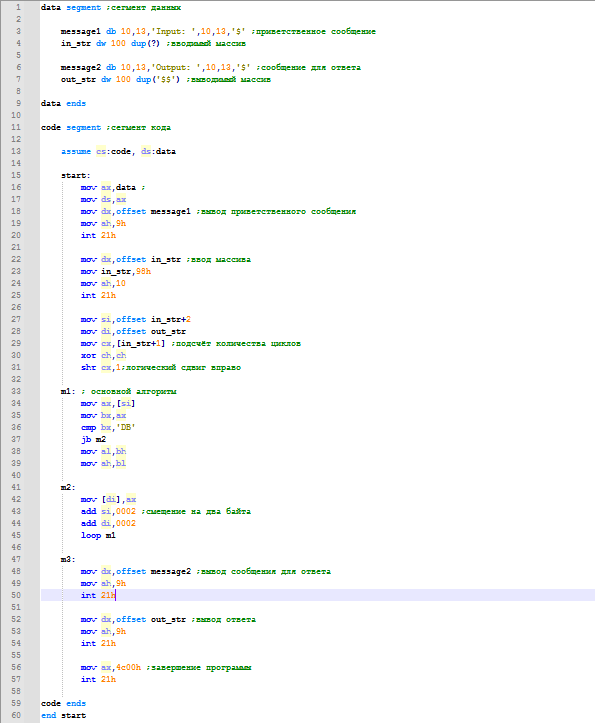 1 data segment ;сегмент данных
2
3 message1 db 10,13,'Input: ',10,13,'$' ;приветственное сообщение
4 in_str dw 100 dup(?) ;вводимый массив
5
6 message2 db 10,13,'Output: ',10,13,'$' ;сообщение для ответа
7 out_str dw 100 dup('$$') ;выводимый массив
8
9 data ends
10
11 code segment ;сегмент кода
12
13 assume cs:code, ds:data
14
15 start:
16 mov ax,data ;
17 mov ds,ax
18 mov dx,offset message1 ;вывод приветственного сообщения
19 mov ah,9h
20 int 21h
21
22 mov dx,offset in_str ;ввод массива
23 mov in_str,98h
24 mov ah,10
25 int 21h
26
27 mov si,offset in_str+2
28 mov di,offset out_str
29 mov cx,[in_str+1] ;подсчёт количества циклов
30 xor ch,ch
31 shr cx,1;логический сдвиг вправо
32
33 m1: ; основной алгоритм
34 mov ax,[si]
35 mov bx,ax
36 cmp bx,'DB'
37 jb m2
38 mov al,bh
39 mov ah,bl
40
41 m2:
42 mov [di],ax
43 add si,0002 ;смещение на два байта
44 add di,0002
45 loop m1
46
47 m3:
48 mov dx,offset message2 ;вывод сообщения для ответа
49 mov ah,9h
50 int 21h
51
52 mov dx,offset out_str ;вывод ответа
53 mov ah,9h
54 int 21h
55
56 mov ax,4c00h ;завершение программы
57 int 21h
58
59 code ends
60 end start